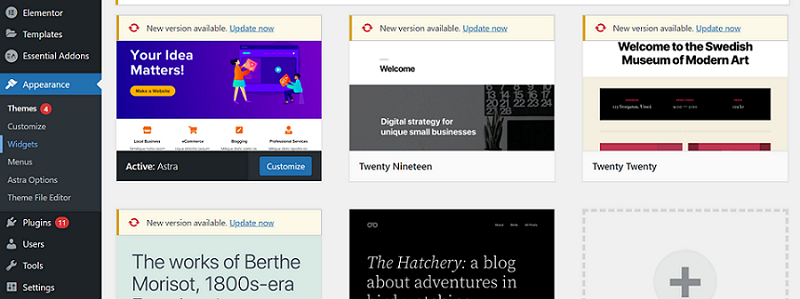 Elementor
Templates
Essential Addons
Appearance
Themes 4
Customize
Widgets
Menus
Astra Options
Theme File Editor
Plugins 11
Users
Tools
Settings
New version available. Update now
Your Idea
Matters!
Make a Website
Local Business
eCommerce
Blogging
Professional Services
Active: Astra
Customize
New version available. Update now
Welcome
Digital strategy for
unique small businesses
Twenty Nineteen
New version available. Update now
Welcome to the Swedish
Museum of Modern Art
Twenty Twenty
New version available. Update now
The works of Berthe
Morisot, 1800s-era
The Hatchery: a blog
about adventures in